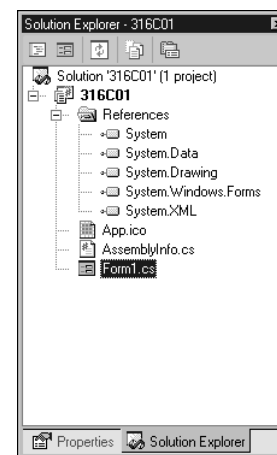 Solution Explorer - 316C01
Solution '316C01' (1 project)
316C01
References
System
System.Data
System.Drawing
System.Windows.Forms
System.XML
App.ico
AssemblyInfo.cs
Form1.cs
Properties
Solution Explorer